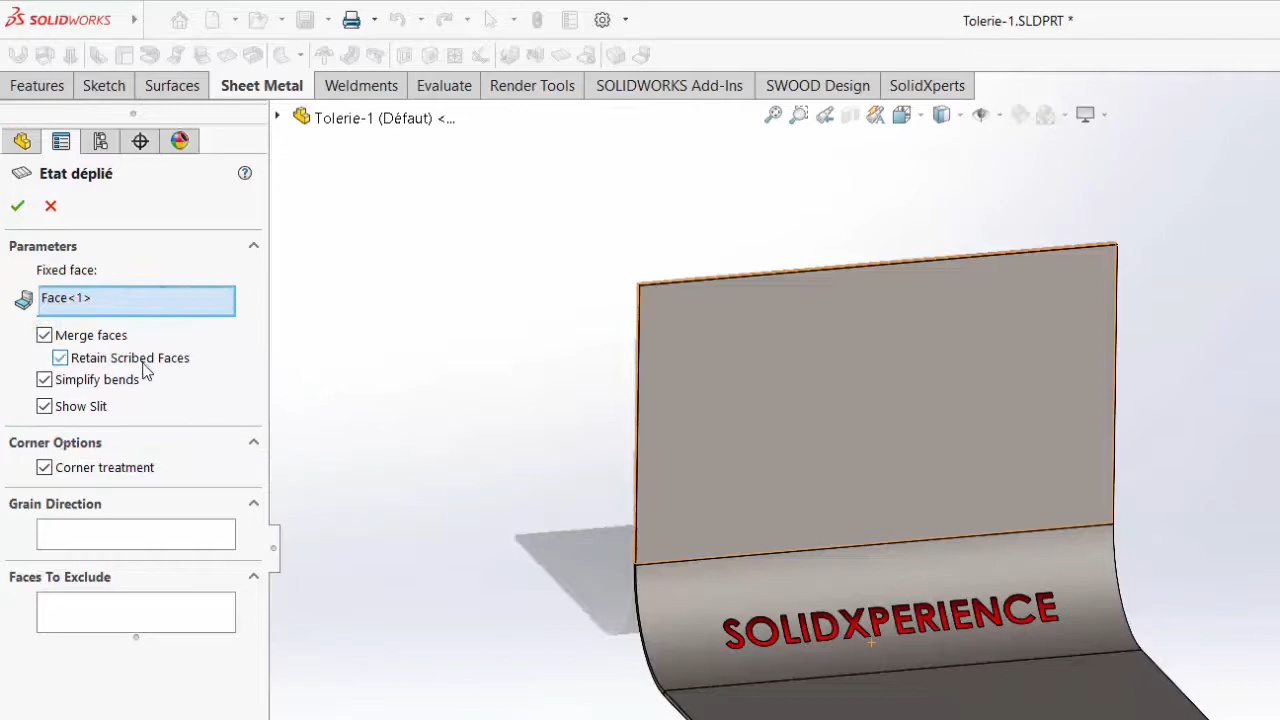 SOLIDWORKS
Tolerie-1.SLDPRT *
Features Sketch Surfaces Sheet Metal Weldments Evaluate Render Tools SOLIDWORKS Add-Ins SWOOD Design SolidXperts
Tolerie-1 (Défaut) <...
Etat déplié
Parameters
Fixed face:
Face<1>
Merge faces
Retain Scribed Faces
Simplify bends
Show Slit
Corner Options
Corner treatment
Grain Direction
Faces To Exclude
SOLIDXPERIENCE